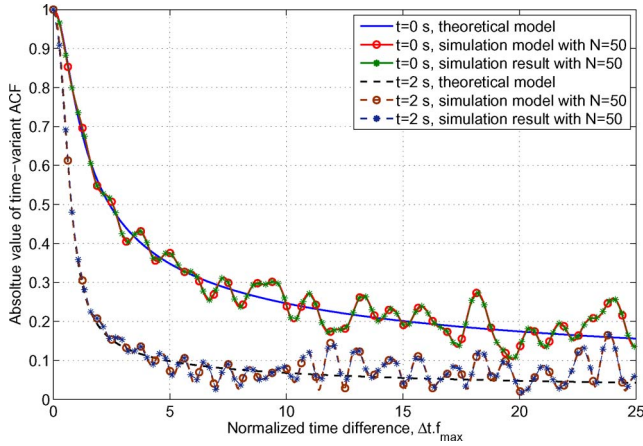 t=0 s, theoretical model
t=0 s, simulation model with N=50
t=0 s, simulation result with N=50
t=2 s, theoretical model
t=2 s, simulation model with N=50
t=2 s, simulation result with N=50
Absoltue value of time-variant ACF
1
0.9
0.8
0.7
0.6
0.5
0.4
0.3
0.2
0.1
0
0
5
10
15
20
25
Normalized time difference, Δt.f_max